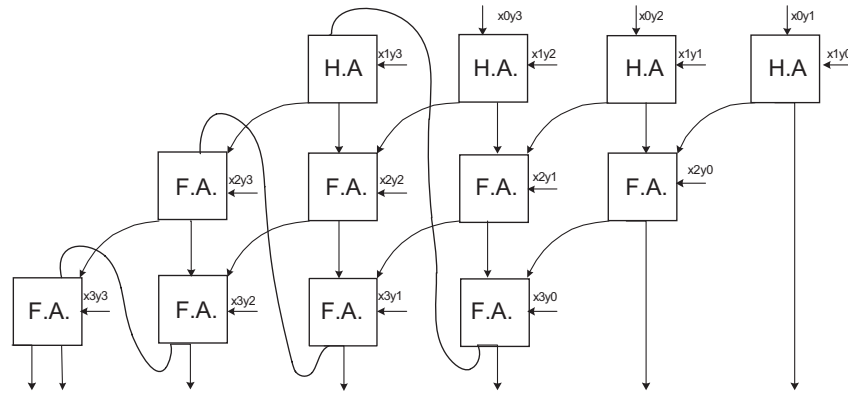 x0y3 x0y2 x0y1
H.A x1y3 H.A. x1y2 H.A x1y1 H.A x1y0
F.A. x2y3 F.A. x2y2 F.A. x2y1 F.A. x2y0
F.A. x3y3 F.A. x3y2 F.A. x3y1 F.A. x3y0